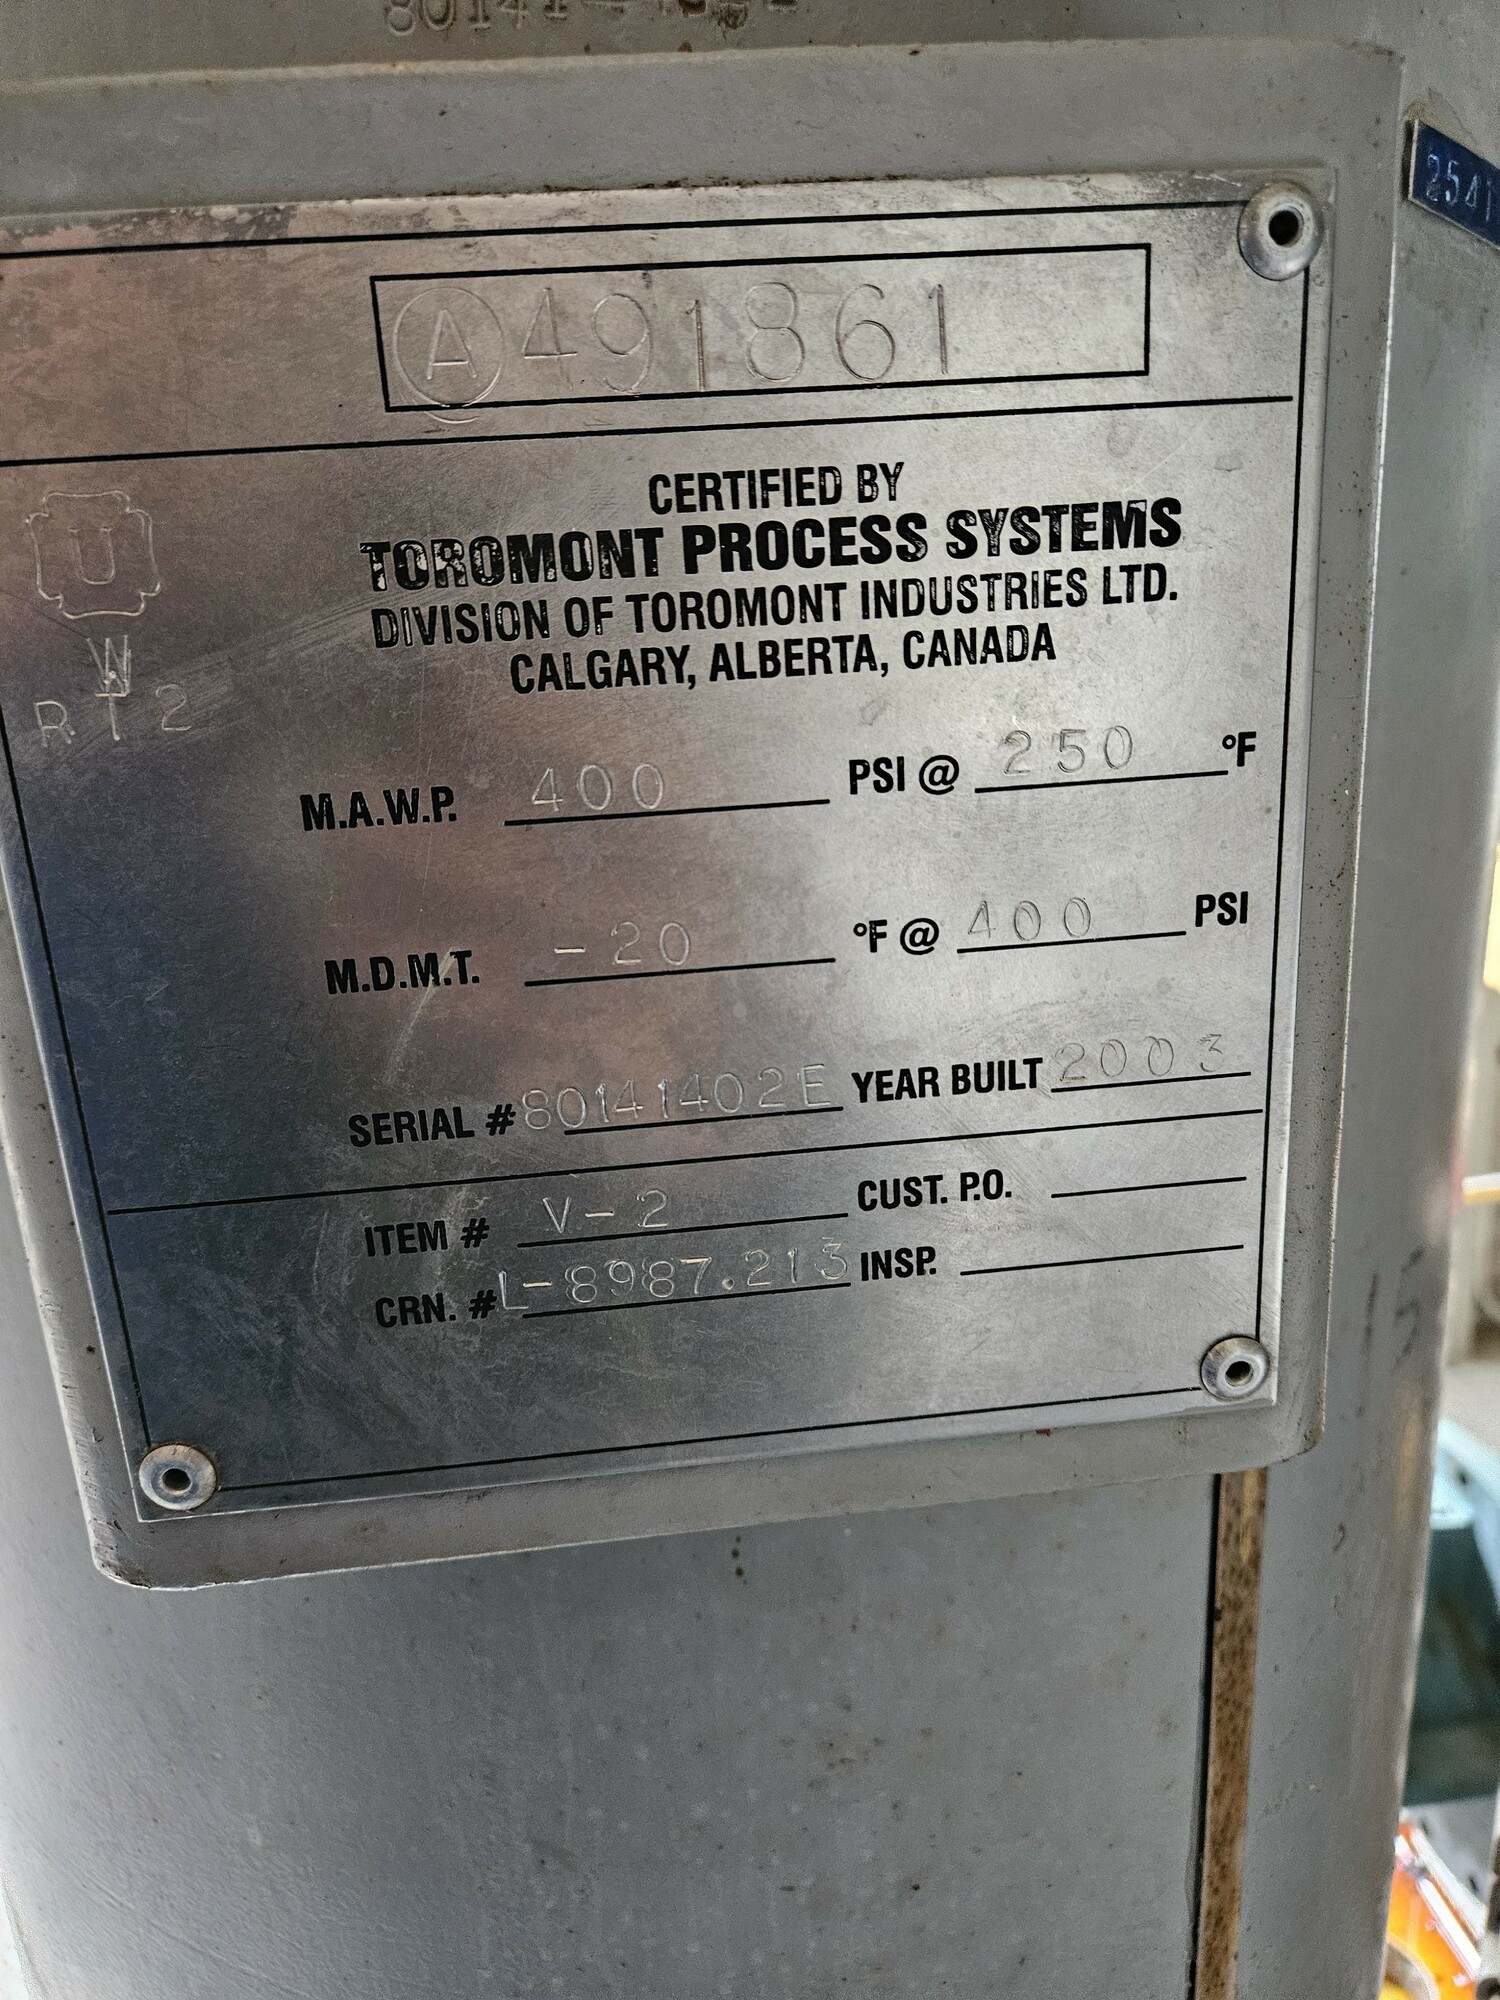 2541
A 491861
CERTIFIED BY
TOROMONT PROCESS SYSTEMS
DIVISION OF TOROMONT INDUSTRIES LTD.
CALGARY, ALBERTA, CANADA
U
W
RT2
M.A.W.P. 400 PSI @ 250 °F
M.D.M.T. -20 °F @ 400 PSI
SERIAL # 80141402E YEAR BUILT 2003
ITEM # V-2 CUST. P.O.
CRN. # L-8987.213 INSP.